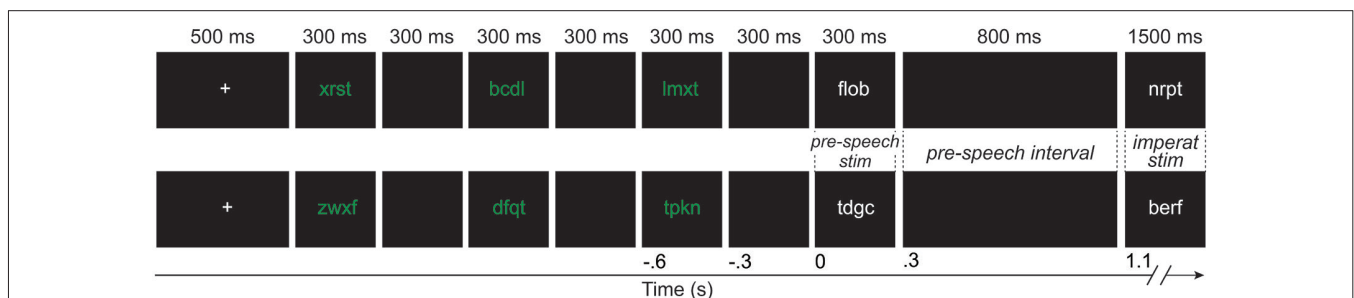 500 ms 300 ms 300 ms 300 ms 300 ms 300 ms 300 ms 300 ms 800 ms 1500 ms
+ xrst bcdl lmxt flob nrpt
pre-speech stim pre-speech interval imperat stim
+ zwxf dfqt tpkn tdgc berf
-.6 -.3 0 .3 1.1
Time (s)